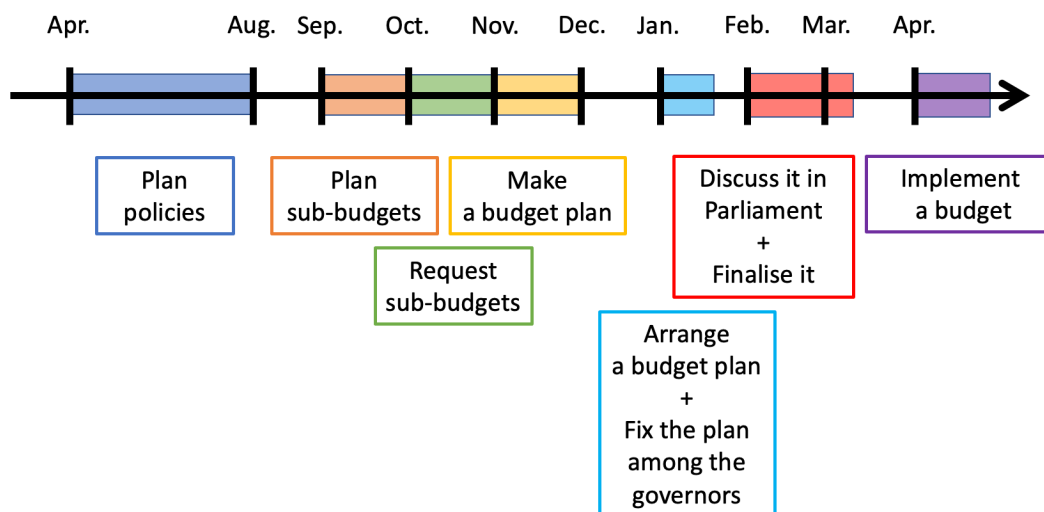 Apr. Aug. Sep. Oct. Nov. Dec. Jan. Feb. Mar. Apr.
Plan
policies
Plan
sub-budgets
Request
sub-budgets
Make
a budget plan
Arrange
a budget plan
+
Fix the plan
among the
governors
Discuss it in
Parliament
+
Finalise it
Implement
a budget